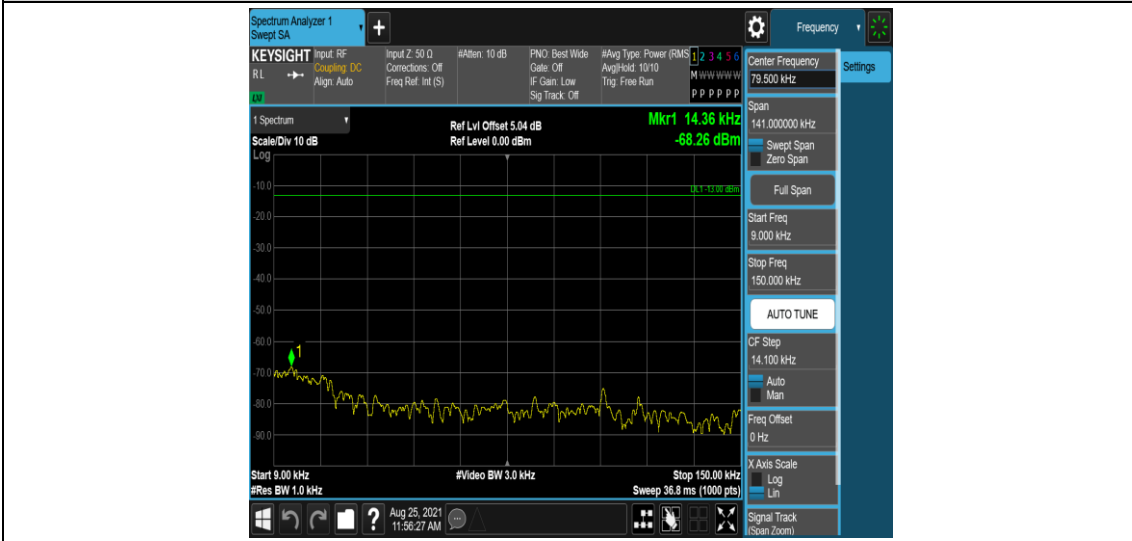 Spectrum Analyzer 1
Swept SA
+
Frequency
KEYSIGHT
RL
LM
Input: RF
Coupling: DC
Align: Auto
Input Z: 50 Ω
Corrections: Off
Freq Ref: Int (S)
#Atten: 10 dB
PNO: Best Wide
Gate: Off
IF Gain: Low
Sig Track: Off
#Avg Type: Power (RMS
Avg|Hold: 10/10
Trig: Free Run
1 2 3 4 5 6
M W W W W W
P P P P P P
1 Spectrum
Scale/Div 10 dB
Log
Ref Lvl Offset 5.04 dB
Ref Level 0.00 dBm
Mkr1 14.36 kHz
-68.26 dBm
DL1 -13.00 dBm
-10.0
-20.0
-30.0
-40.0
-50.0
-60.0
-70.0
-80.0
-90.0
1
Start 9.00 kHz
#Res BW 1.0 kHz
#Video BW 3.0 kHz
Stop 150.00 kHz
Sweep 36.8 ms (1000 pts)
Center Frequency
79.500 kHz
Settings
Span
141.000000 kHz
Swept Span
Zero Span
Full Span
Start Freq
9.000 kHz
Stop Freq
150.000 kHz
AUTO TUNE
CF Step
14.100 kHz
Auto
Man
Freq Offset
0 Hz
X Axis Scale
Log
Lin
Signal Track
(Span Zoom)
?
Aug 25, 2021
11:56:27 AM